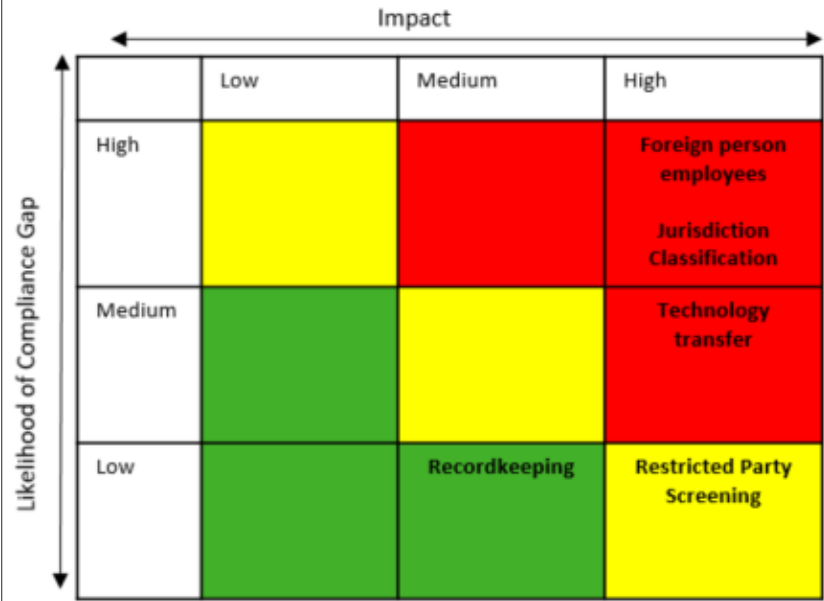 Impact
Low
Medium
High
High
Foreign person
employees
Jurisdiction
Classification
Likelihood of Compliance Gap
Medium
Technology
transfer
Low
Recordkeeping
Restricted Party
Screening